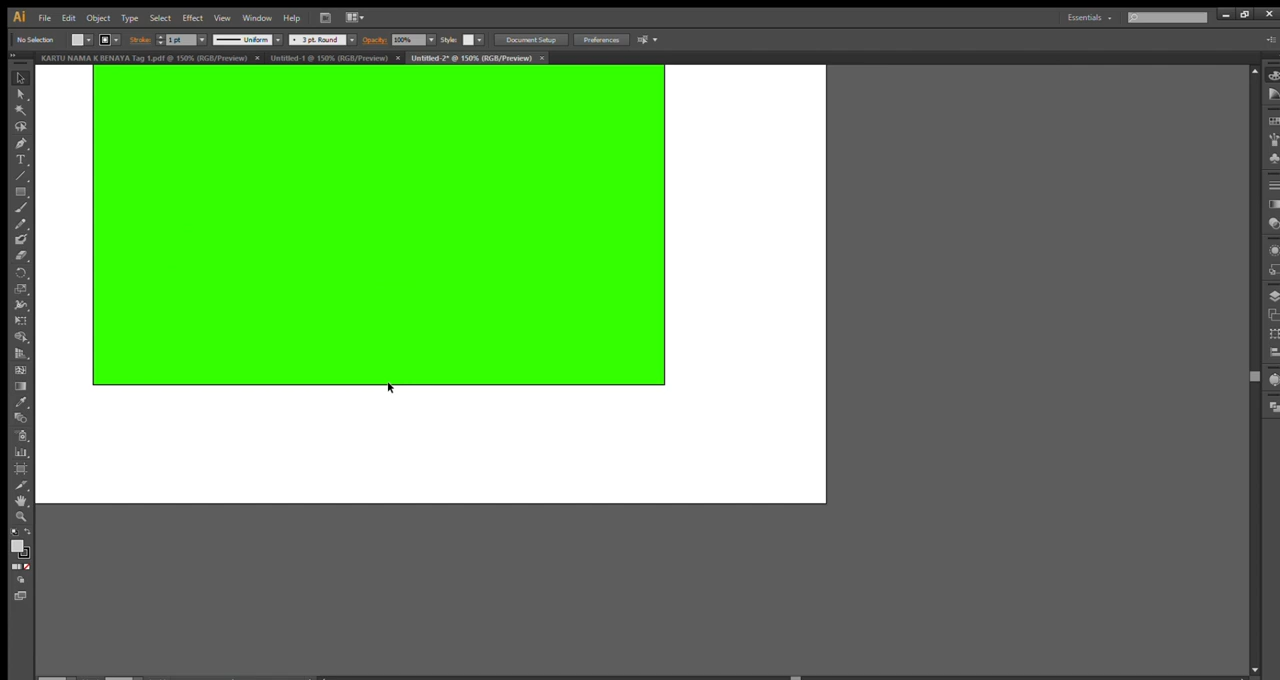 Ai File Edit Object Type Select Effect View Window Help Br Essentials
No Selection Stroke: 1 pt Uniform 3 pt. Round Opacity: 100% Style: Document Setup Preferences
KARTU NAMA K BENAYA Tag 1.pdf @ 150% (RGB/Preview) × Untitled-1 @ 150% (RGB/Preview) × Untitled-2* @ 150% (RGB/Preview) ×
T